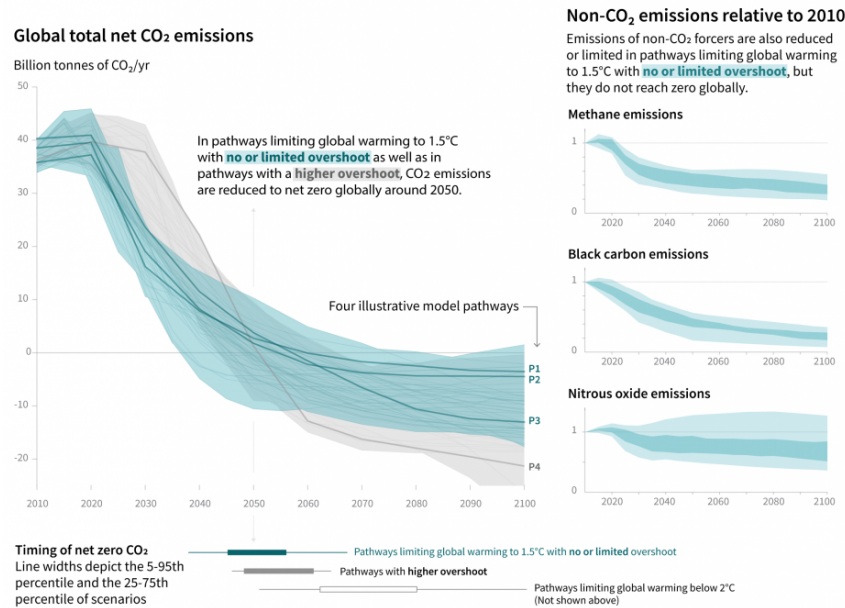 Global total net CO₂ emissions
Billion tonnes of CO₂/yr
50
40
30
20
10
0
-10
-20
2010
2020
2030
2040
2050
2060
2070
2080
2090
2100
In pathways limiting global warming to 1.5°C
with no or limited overshoot as well as in
pathways with a higher overshoot, CO2 emissions
are reduced to net zero globally around 2050.
Four illustrative model pathways
P1
P2
P3
P4
Timing of net zero CO₂
Line widths depict the 5-95th
percentile and the 25-75th
percentile of scenarios
Pathways limiting global warming to 1.5°C with no or limited overshoot
Pathways with higher overshoot
Pathways limiting global warming below 2°C
(Not shown above)
Non-CO₂ emissions relative to 2010
Emissions of non-CO₂ forcers are also reduced
or limited in pathways limiting global warming
to 1.5°C with no or limited overshoot, but
they do not reach zero globally.
Methane emissions
1
0
2020
2040
2060
2080
2100
Black carbon emissions
1
0
2020
2040
2060
2080
2100
Nitrous oxide emissions
1
0
2020
2040
2060
2080
2100